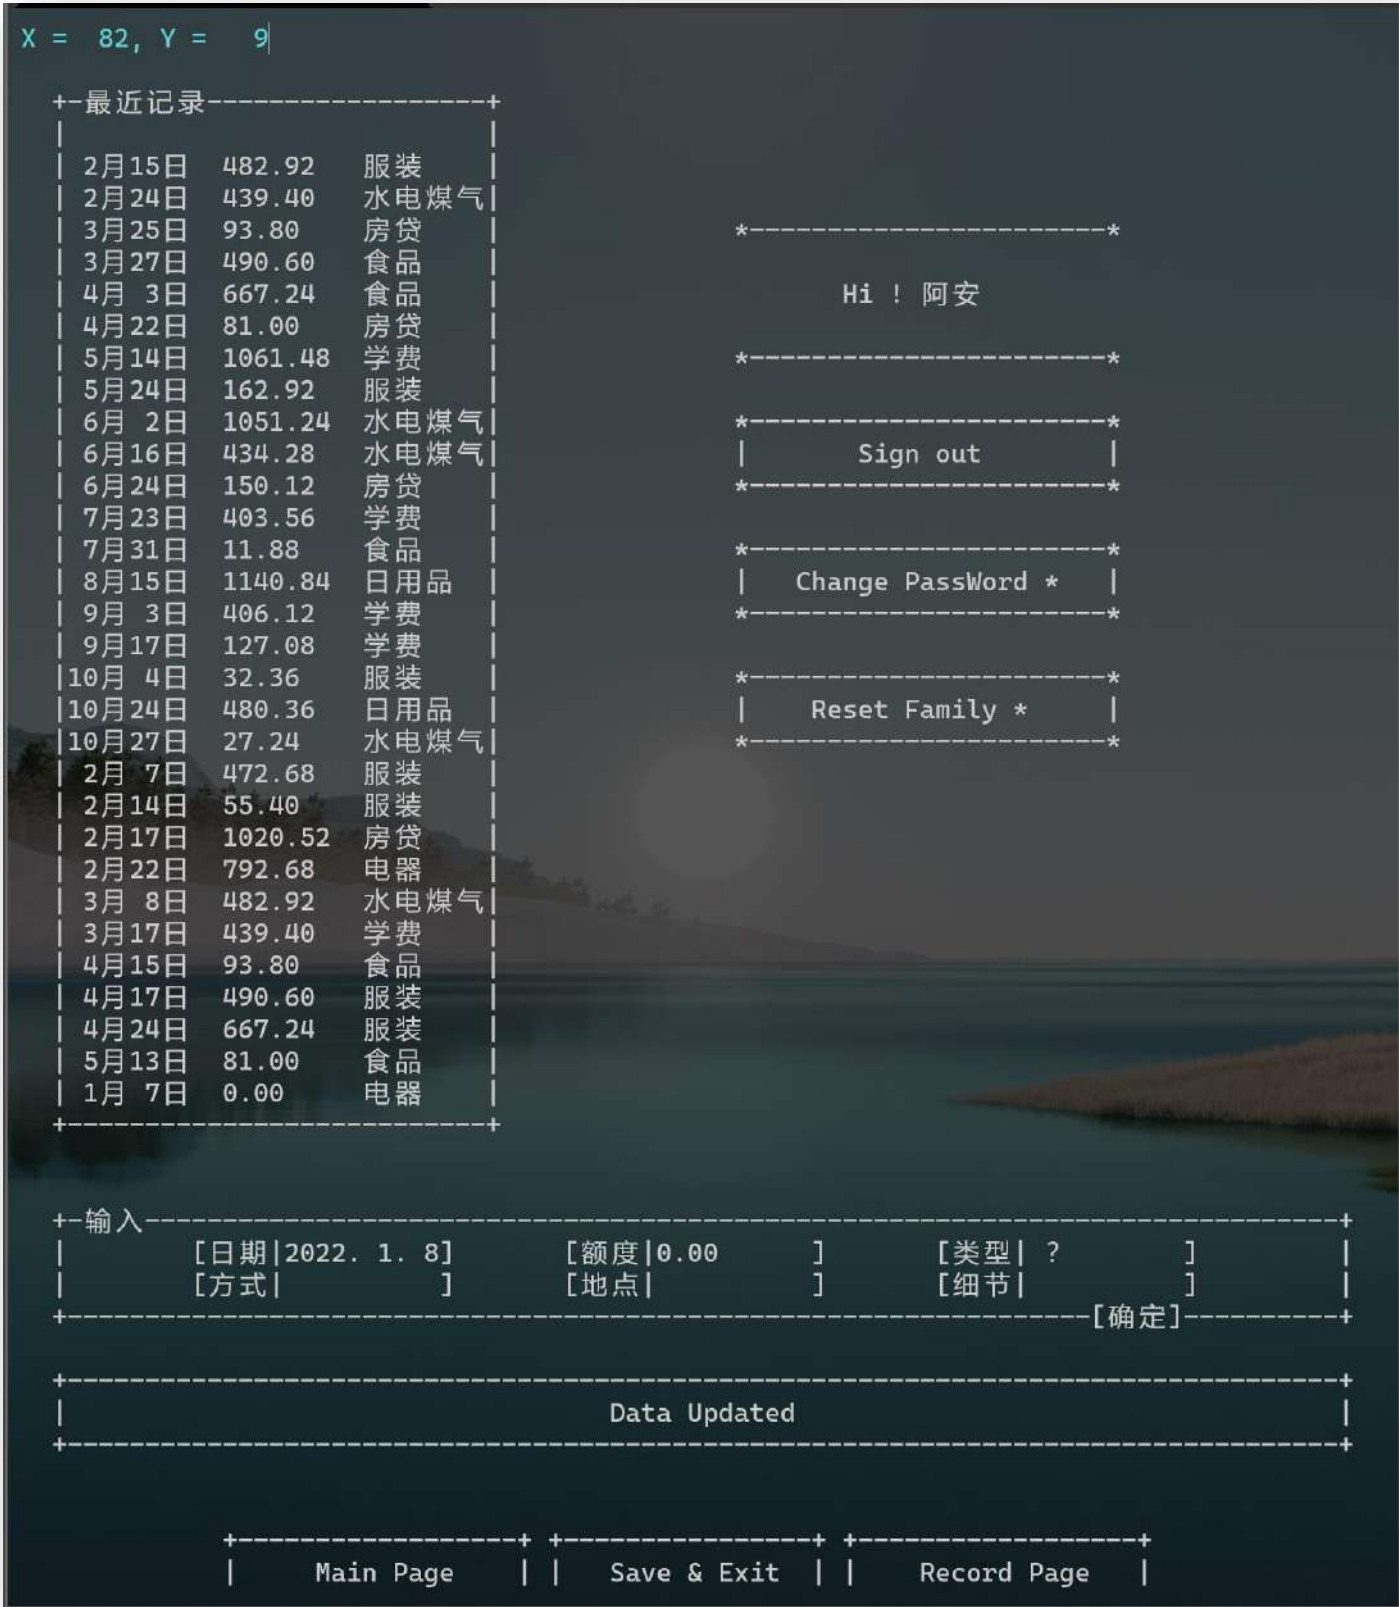 X =  82, Y =   9
+-最近记录------------------+
2月15日 482.92 服装
2月24日 439.40 水电煤气
3月25日 93.80 房贷
3月27日 490.60 食品
4月 3日 667.24 食品
4月22日 81.00 房贷
5月14日 1061.48 学费
5月24日 162.92 服装
6月 2日 1051.24 水电煤气
6月16日 434.28 水电煤气
6月24日 150.12 房贷
7月23日 403.56 学费
7月31日 11.88 食品
8月15日 1140.84 日用品
9月 3日 406.12 学费
9月17日 127.08 学费
10月 4日 32.36 服装
10月24日 480.36 日用品
10月27日 27.24 水电煤气
2月 7日 472.68 服装
2月14日 55.40 服装
2月17日 1020.52 房贷
2月22日 792.68 电器
3月 8日 482.92 水电煤气
3月17日 439.40 学费
4月15日 93.80 食品
4月17日 490.60 服装
4月24日 667.24 服装
5月13日 81.00 食品
1月 7日 0.00 电器
Hi ! 阿安
Sign out
Change PassWord *
Reset Family *
输入
[日期|2022. 1. 8] [额度|0.00 ] [类型| ? ]
[方式| ] [地点| ] [细节| ]
[确定]
Data Updated
Main Page | | Save & Exit | | Record Page